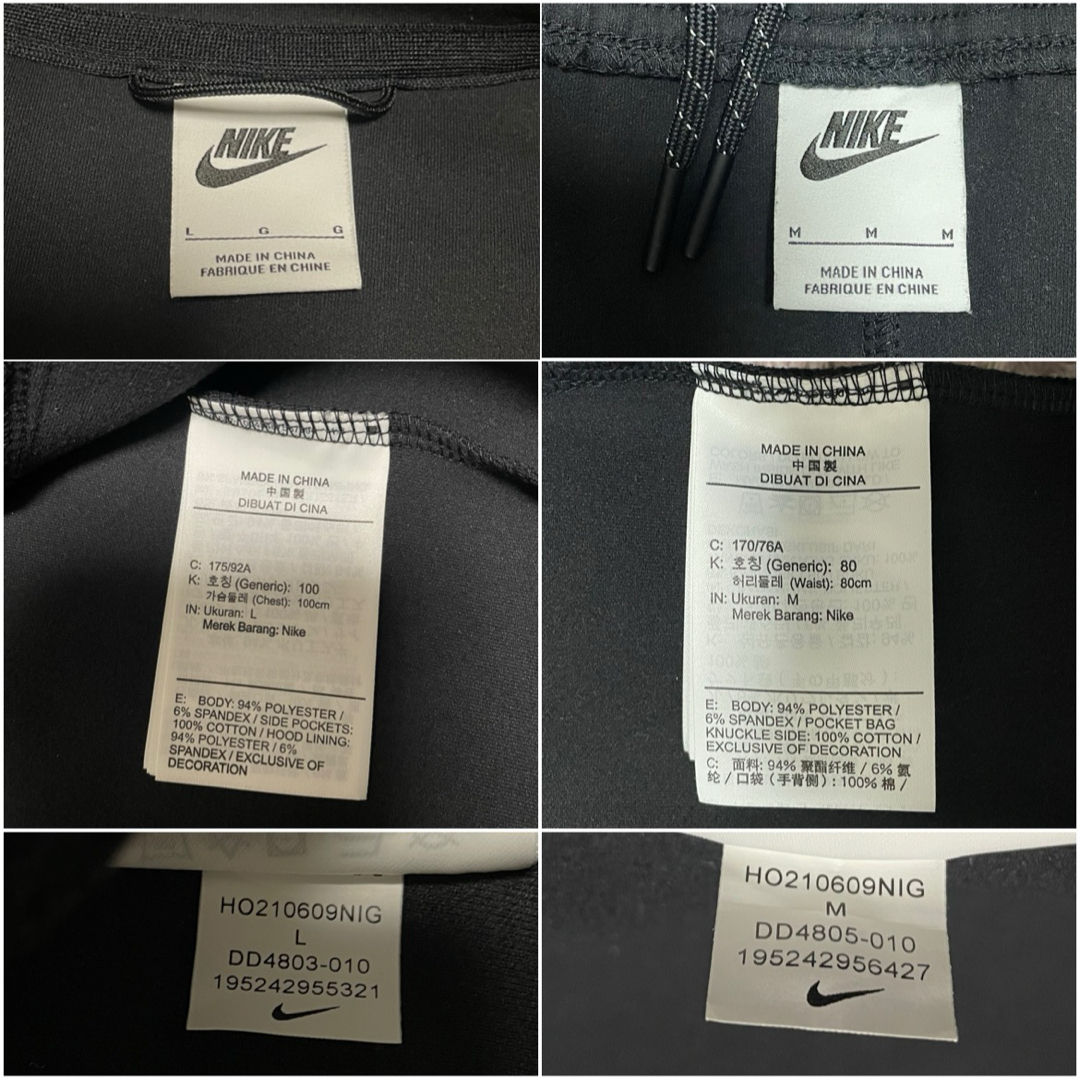 NIKE
L G G
MADE IN CHINA
FABRIQUE EN CHINE
NIKE
M M M
MADE IN CHINA
FABRIQUE EN CHINE
MADE IN CHINA
中国製
DIBUAT DI CINA
C: 175/92A
K: 호칭 (Generic): 100
가슴둘레 (Chest): 100cm
IN: Ukuran: L
Merek Barang: Nike
E: BODY: 94% POLYESTER /
6% SPANDEX / SIDE POCKETS:
100% COTTON / HOOD LINING:
94% POLYESTER / 6%
SPANDEX / EXCLUSIVE OF
DECORATION
MADE IN CHINA
中国製
DIBUAT DI CINA
C: 170/76A
K: 호칭 (Generic): 80
허리둘레 (Waist): 80cm
IN: Ukuran: M
Merek Barang: Nike
E: BODY: 94% POLYESTER /
6% SPANDEX / POCKET BAG
KNUCKLE SIDE: 100% COTTON /
EXCLUSIVE OF DECORATION
C: 面料: 94% 聚酯纤维 / 6% 氨
纶 / 口袋 (手背侧) : 100% 棉 /
HO210609NIG
L
DD4803-010
195242955321
HO210609NIG
M
DD4805-010
195242956427